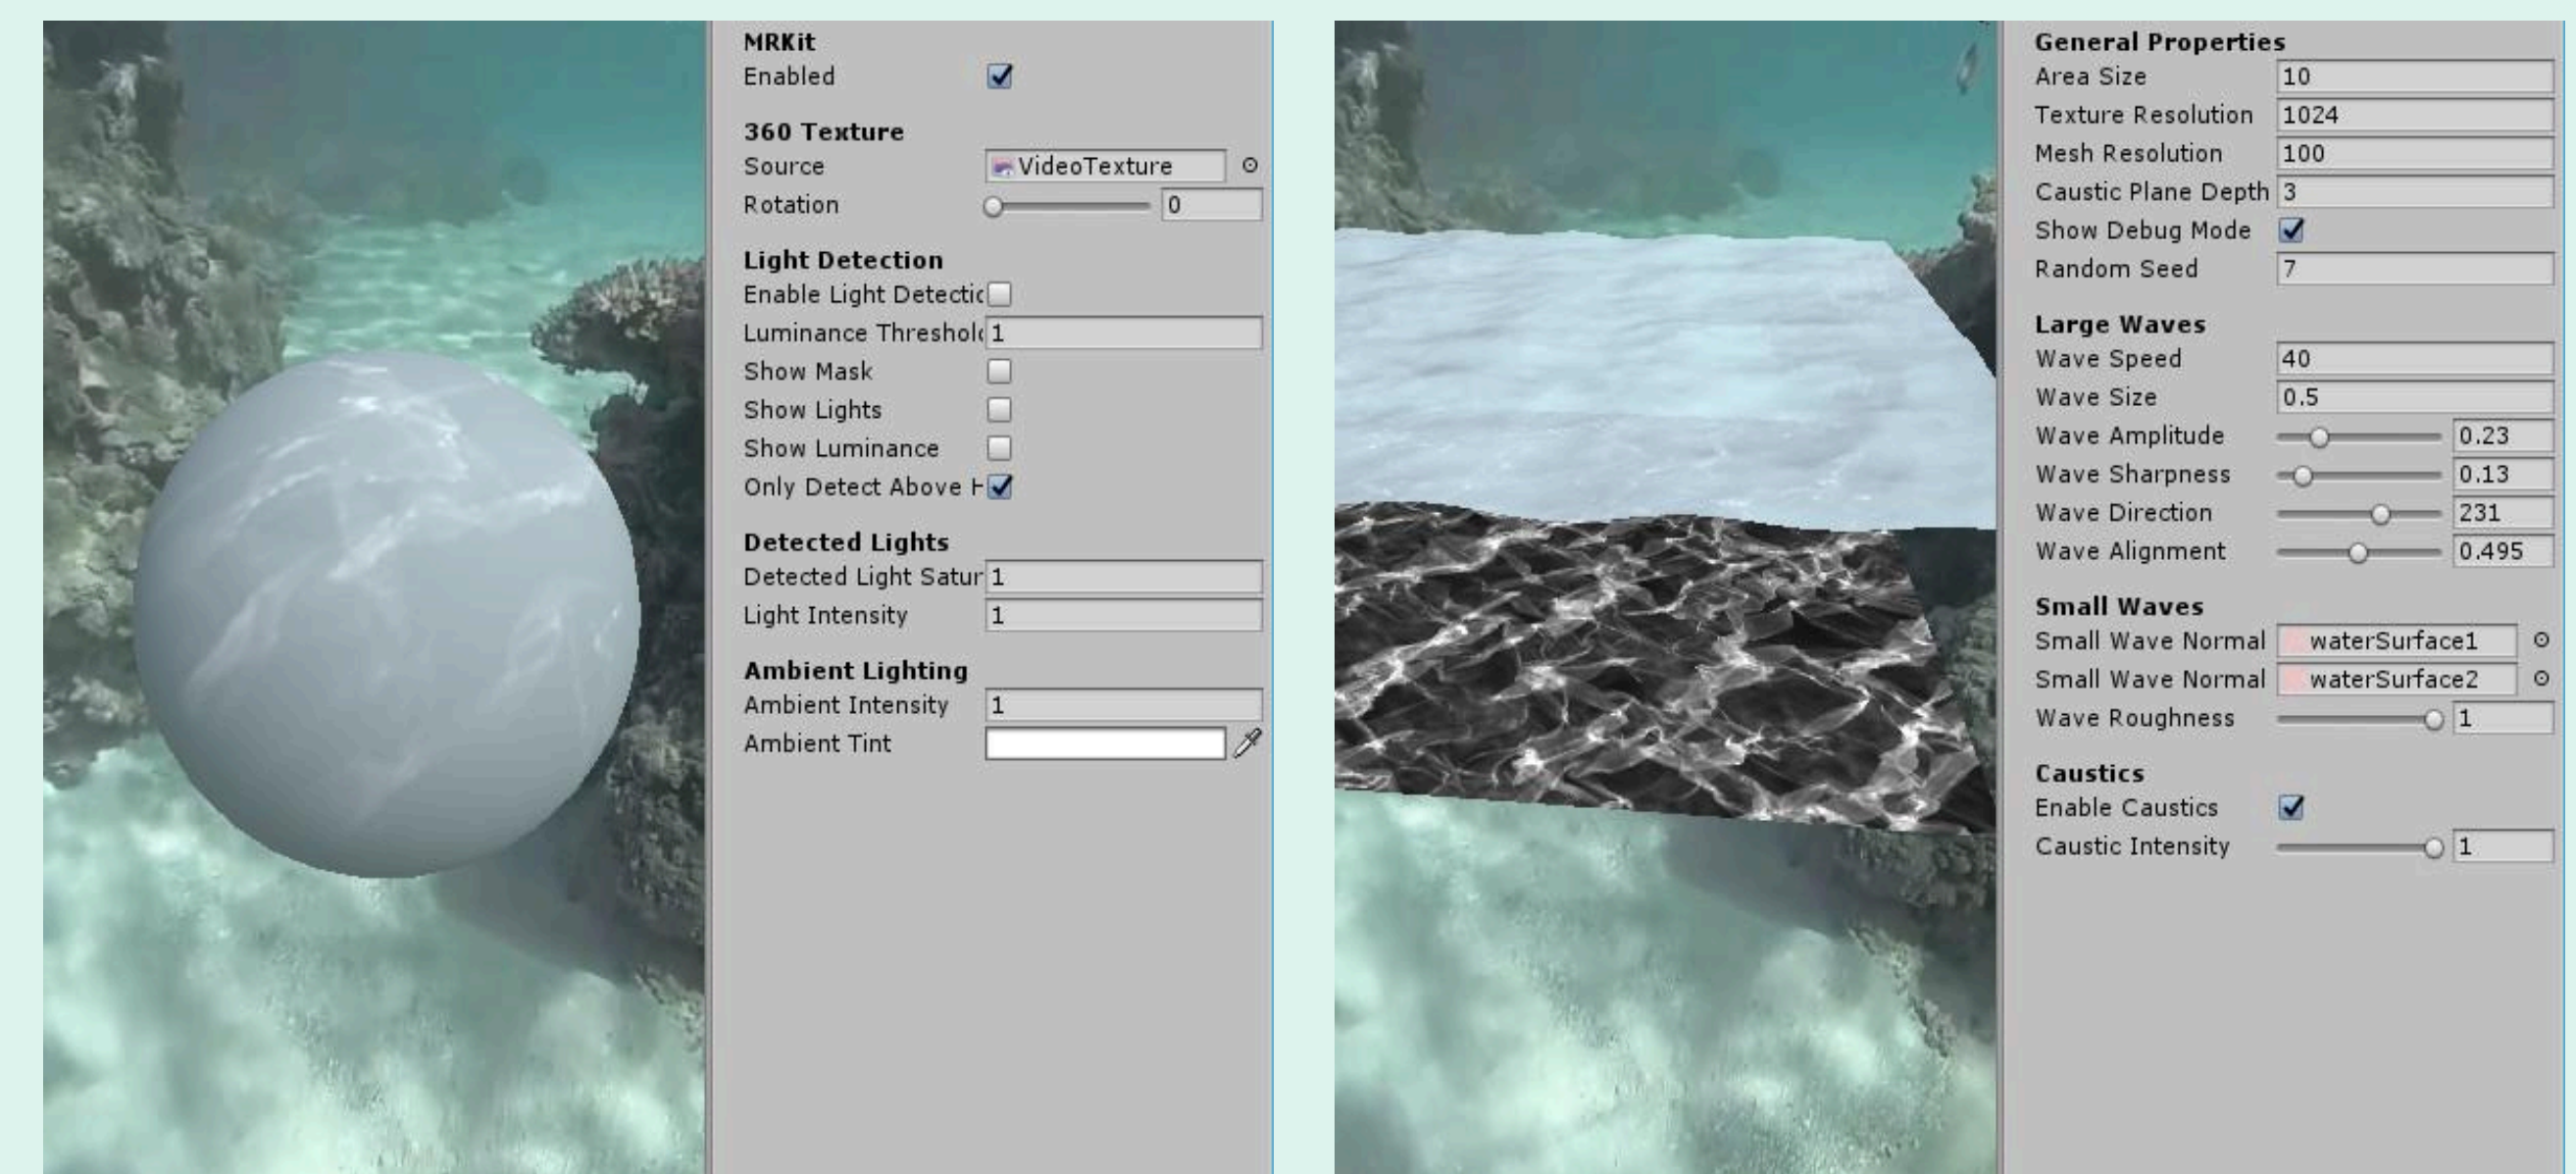 MRKit
Enabled
360 Texture
Source VideoTexture
Rotation 0
Light Detection
Enable Light Detectic
Luminance Threshold 1
Show Mask
Show Lights
Show Luminance
Only Detect Above H
Detected Lights
Detected Light Satur 1
Light Intensity 1
Ambient Lighting
Ambient Intensity 1
Ambient Tint
General Properties
Area Size 10
Texture Resolution 1024
Mesh Resolution 100
Caustic Plane Depth 3
Show Debug Mode
Random Seed 7
Large Waves
Wave Speed 40
Wave Size 0.5
Wave Amplitude 0.23
Wave Sharpness 0.13
Wave Direction 231
Wave Alignment 0.495
Small Waves
Small Wave Normal waterSurface1
Small Wave Normal waterSurface2
Wave Roughness 1
Caustics
Enable Caustics
Caustic Intensity 1